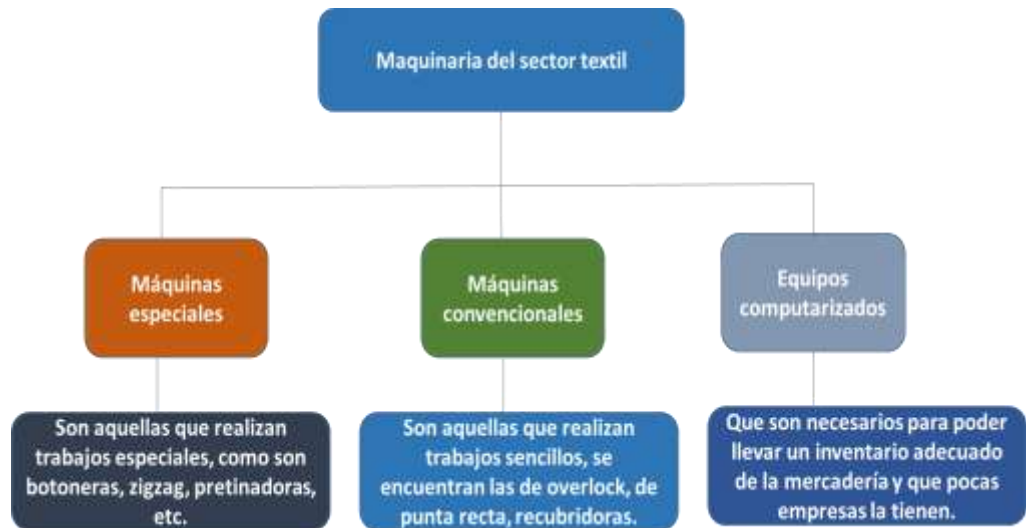 Maquinaria del sector textil
Máquinas
especiales
Máquinas
convencionales
Equipos
computarizados
Son aquellas que realizan
trabajos especiales, como son
botoneras, zigzag, pretinadoras,
etc.
Son aquellas que realizan
trabajos sencillos, se
encuentran las de overlock, de
punta recta, recubridoras.
Que son necesarios para poder
llevar un inventario adecuado
de la mercadería y que pocas
empresas la tienen.